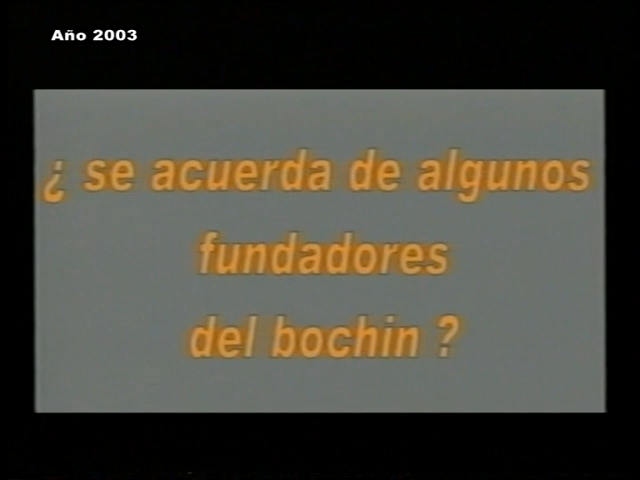 Año 2003
¿ se acuerda de algunos
fundadores
del bochin ?